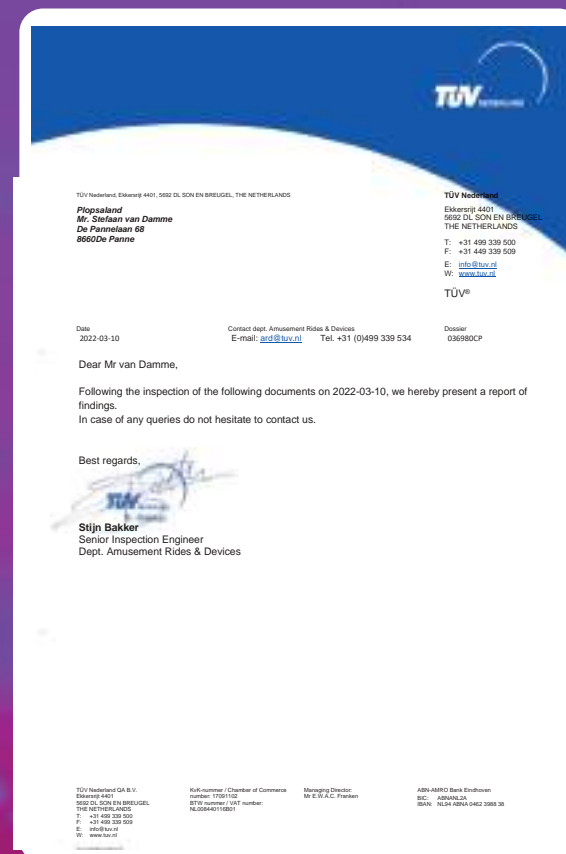 TÜV NEDERLAND
TÜV Nederland, Ekkersrijt 4401, 5692 DL SON EN BREUGEL, THE NETHERLANDS
Plopsaland
Mr. Stefaan van Damme
De Pannelaan 68
8660De Panne
TÜV Nederland
Ekkersrijt 4401
5692 DL SON EN BREUGEL
THE NETHERLANDS
T: +31 499 339 500
F: +31 449 339 509
E: info@tuv.nl
W: www.tuv.nl
TÜV®
Date Contact dept. Amusement Rides & Devices Dossier
2022-03-10 E-mail: ard@tuv.nl Tel. +31 (0)499 339 534 036980CP
Dear Mr van Damme,
Following the inspection of the following documents on 2022-03-10, we hereby present a report of
findings.
In case of any queries do not hesitate to contact us.
Best regards,
TÜV
Stijn Bakker
Senior Inspection Engineer
Dept. Amusement Rides & Devices
TÜV Nederland QA B.V.
Ekkersrijt 4401
5692 DL SON EN BREUGEL
THE NETHERLANDS
T: +31 499 339 500
F: +31 499 339 509
E: info@tuv.nl
W: www.tuv.nl
KvK-nummer / Chamber of Commerce
number: 17091102
BTW nummer / VAT number:
NL008440116B01
Managing Director:
Mr E.W.A.C. Franken
ABN-AMRO Bank Eindhoven
BIC: ABNANL2A
IBAN: NL94 ABNA 0462 3988 36